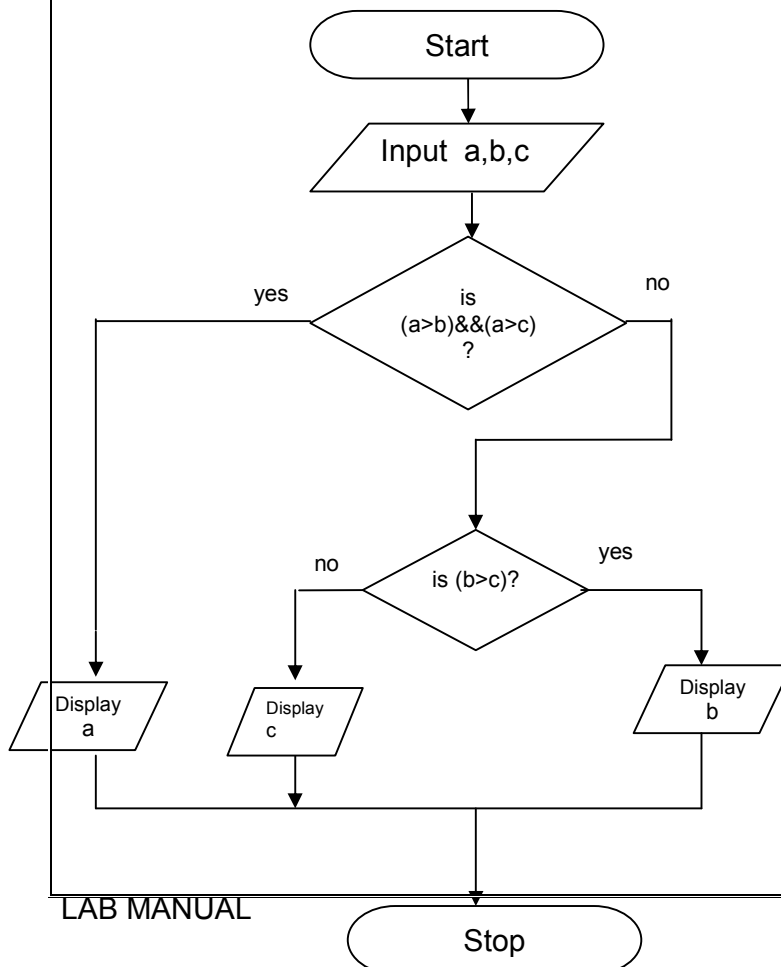 Start
Input a,b,c
yes
no
is
(a>b)&&(a>c)
?
no
yes
is (b>c)?
Display
a
Display
c
Display
b
LAB MANUAL
Stop